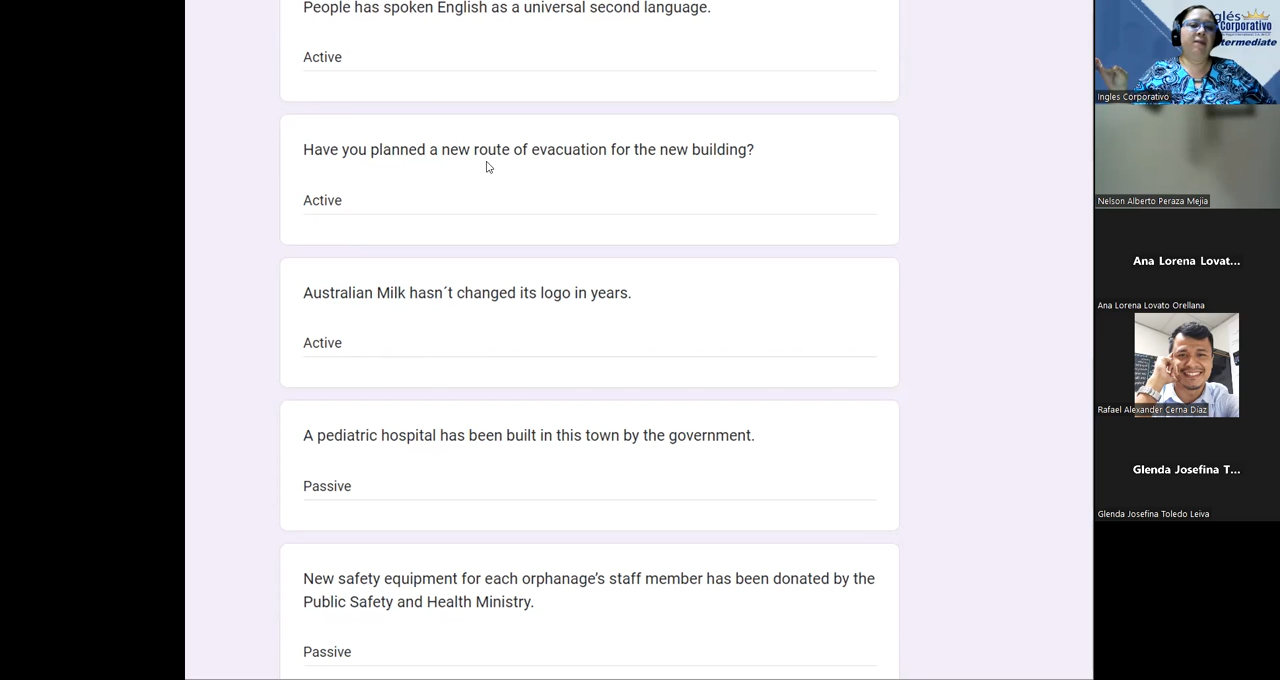 People has spoken English as a universal second language.
Active
Have you planned a new route of evacuation for the new building?
Active
Australian Milk hasn´t changed its logo in years.
Active
A pediatric hospital has been built in this town by the government.
Passive
New safety equipment for each orphanage’s staff member has been donated by the
Public Safety and Health Ministry.
Passive
glés
Corporativo
termediate
Ingles Corporativo
Nelson Alberto Peraza Mejia
Ana Lorena Lovat...
Ana Lorena Lovato Orellana
Rafael Alexander Cerna Diaz
Glenda Josefina T...
Glenda Josefina Toledo Leiva